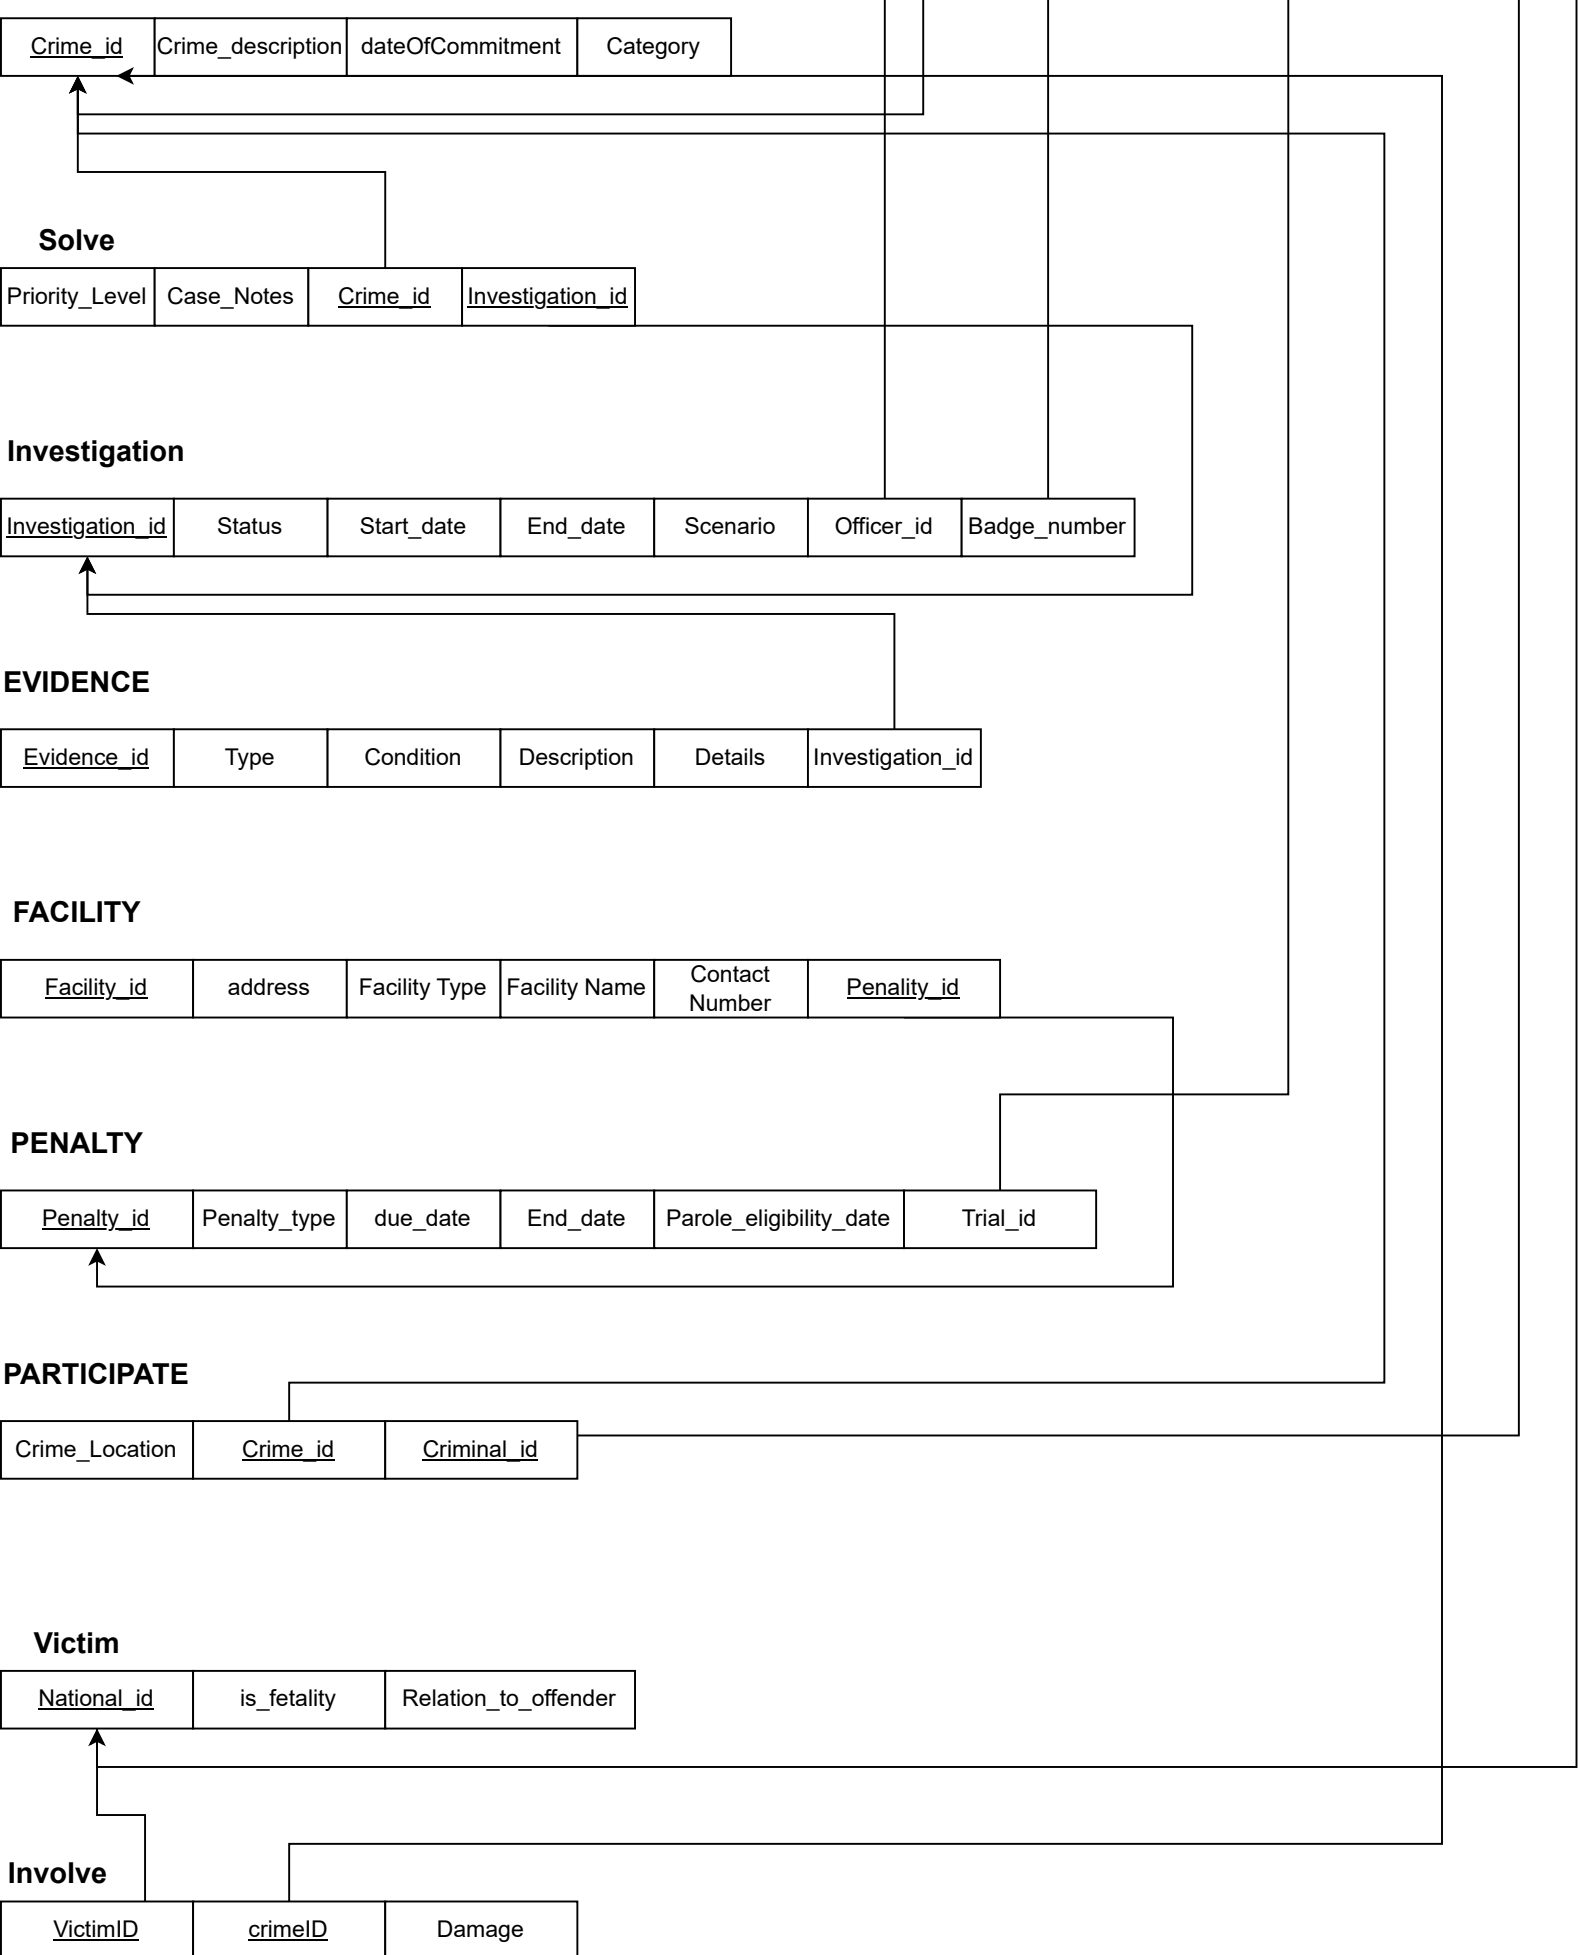 Crime_id Crime_description dateOfCommitment Category
Solve
Priority_Level Case_Notes Crime_id Investigation_id
Investigation
Investigation_id Status Start_date End_date Scenario Officer_id Badge_number
EVIDENCE
Evidence_id Type Condition Description Details Investigation_id
FACILITY
Facility_id address Facility Type Facility Name Contact Number Penality_id
PENALTY
Penalty_id Penalty_type due_date End_date Parole_eligibility_date Trial_id
PARTICIPATE
Crime_Location Crime_id Criminal_id
Victim
National_id is_fetality Relation_to_offender
Involve
VictimID crimeID Damage